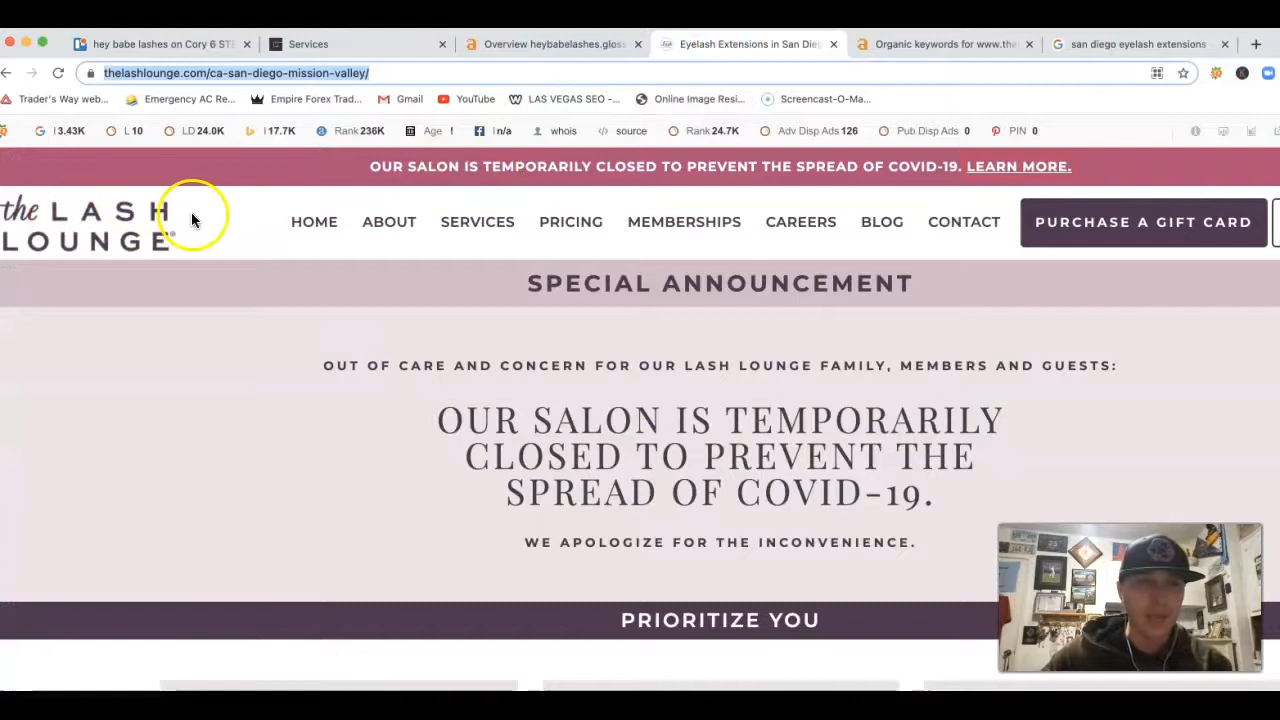 hey babe lashes on Cory 6 STE
Services
Overview heybabelashes.gloss
Eyelash Extensions in San Die
Organic keywords for www.the
san diego eyelash extensions
thelashlounge.com/ca-san-diego-mission-valley/
Trader's Way web...
Emergency AC Re...
Empire Forex Trad...
Gmail
YouTube
LAS VEGAS SEO -...
Online Image Resi...
Screencast-O-Ma...
I 3.43K
L 10
LD 24.0K
I 17.7K
Rank 236K
Age !
I n/a
whois
source
Rank 24.7K
Adv Disp Ads 126
Pub Disp Ads 0
PIN 0
OUR SALON IS TEMPORARILY CLOSED TO PREVENT THE SPREAD OF COVID-19. LEARN MORE.
the LASH
LOUNGE®
HOME
ABOUT
SERVICES
PRICING
MEMBERSHIPS
CAREERS
BLOG
CONTACT
PURCHASE A GIFT CARD
SPECIAL ANNOUNCEMENT
OUT OF CARE AND CONCERN FOR OUR LASH LOUNGE FAMILY, MEMBERS AND GUESTS:
OUR SALON IS TEMPORARILY
CLOSED TO PREVENT THE
SPREAD OF COVID-19.
WE APOLOGIZE FOR THE INCONVENIENCE.
PRIORITIZE YOU